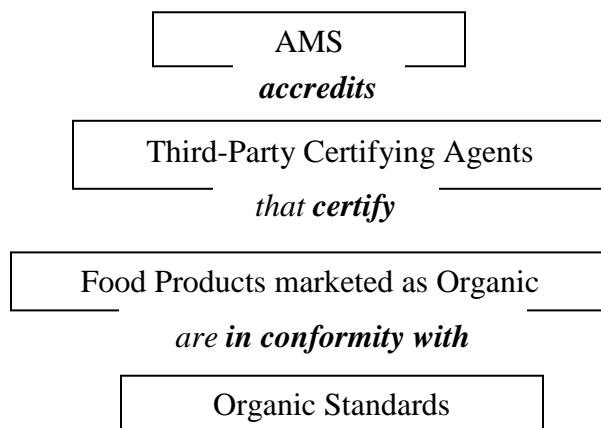 AMS
accredits
Third-Party Certifying Agents
that certify
Food Products marketed as Organic
are in conformity with
Organic Standards